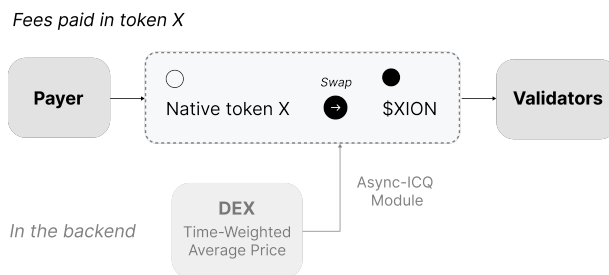 Fees paid in token X
Payer
Swap
Native token X
→
$XION
Validators
Async-ICQ
Module
DEX
Time-Weighted
Average Price
In the backend